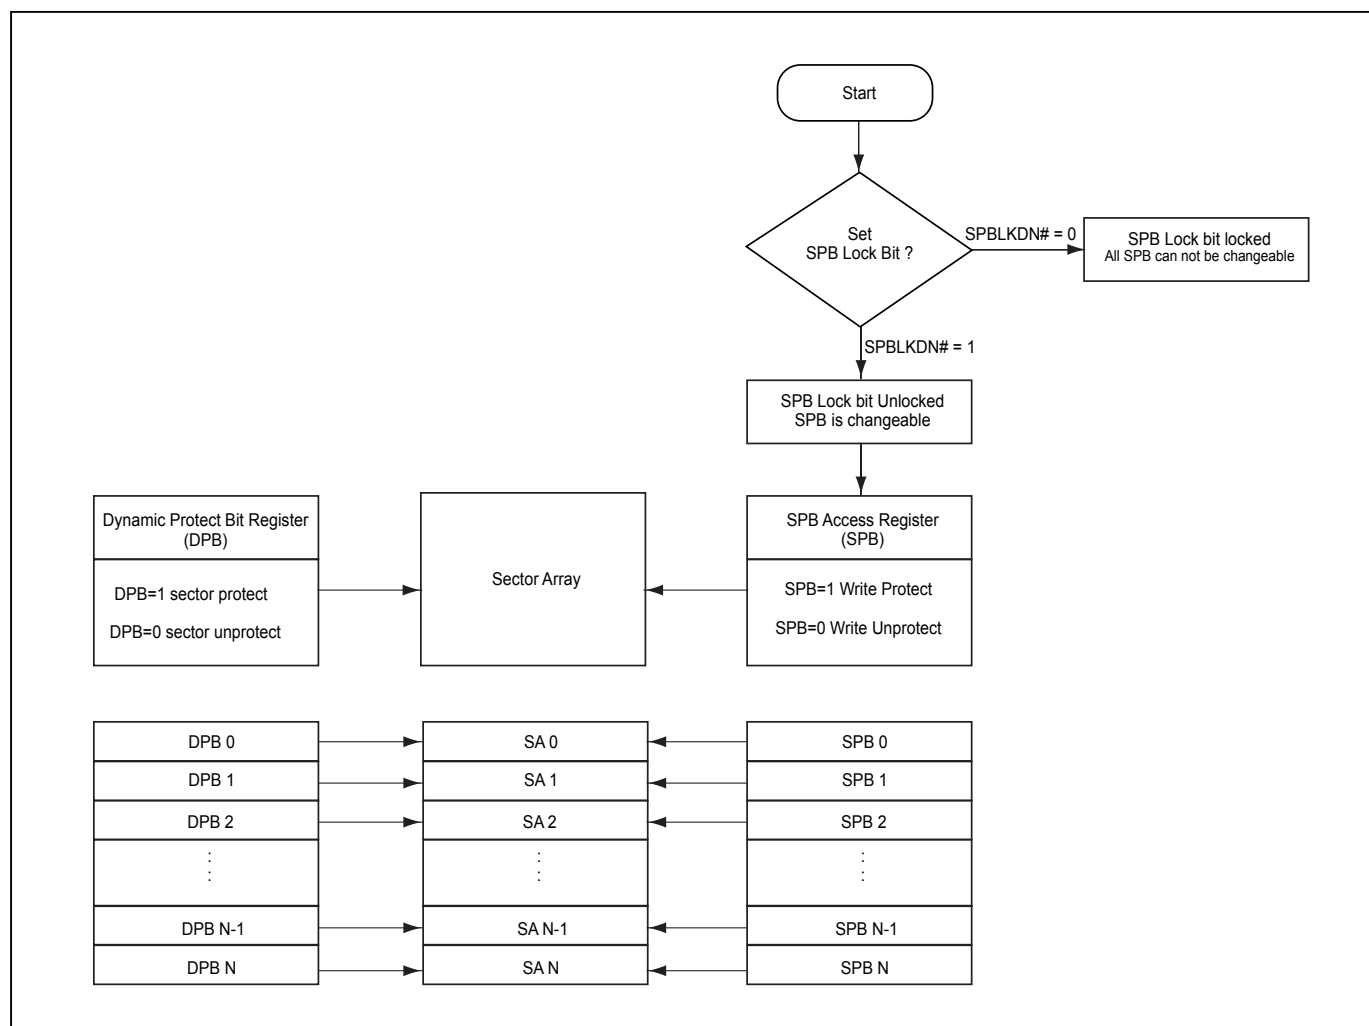 Start
Set
SPB Lock Bit ?
SPBLKDN# = 0
SPB Lock bit locked
All SPB can not be changeable
SPBLKDN# = 1
SPB Lock bit Unlocked
SPB is changeable
Dynamic Protect Bit Register
(DPB)
DPB=1 sector protect
DPB=0 sector unprotect
Sector Array
SPB Access Register
(SPB)
SPB=1 Write Protect
SPB=0 Write Unprotect
DPB 0
SA 0
SPB 0
DPB 1
SA 1
SPB 1
DPB 2
SA 2
SPB 2
DPB N-1
SA N-1
SPB N-1
DPB N
SA N
SPB N